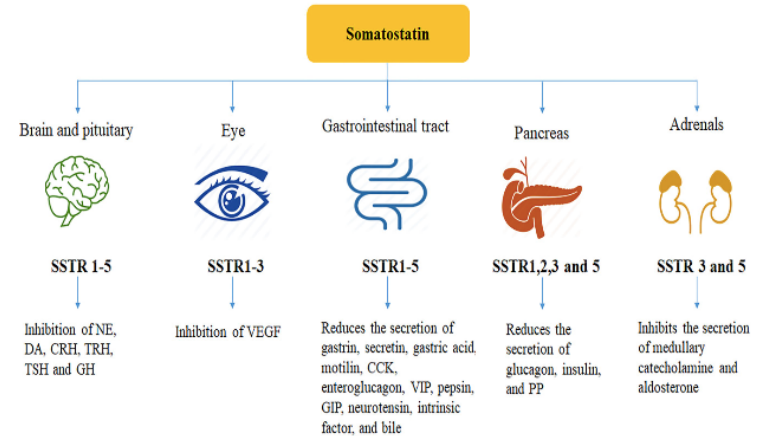 Somatostatin
Brain and pituitary
Eye
Gastrointestinal tract
Pancreas
Adrenals
SSTR 1-5
SSTR1-3
SSTR1-5
SSTR1,2,3 and 5
SSTR 3 and 5
Inhibition of NE,
DA, CRH, TRH,
TSH and GH
Inhibition of VEGF
Reduces the secretion of
gastrin, secretin, gastric acid,
motilin, CCK,
enteroglucagon, VIP, pepsin,
GIP, neurotensin, intrinsic
factor, and bile
Reduces the
secretion of
glucagon, insulin,
and PP
Inhibits the secretion
of medullary
catecholamine and
aldosterone